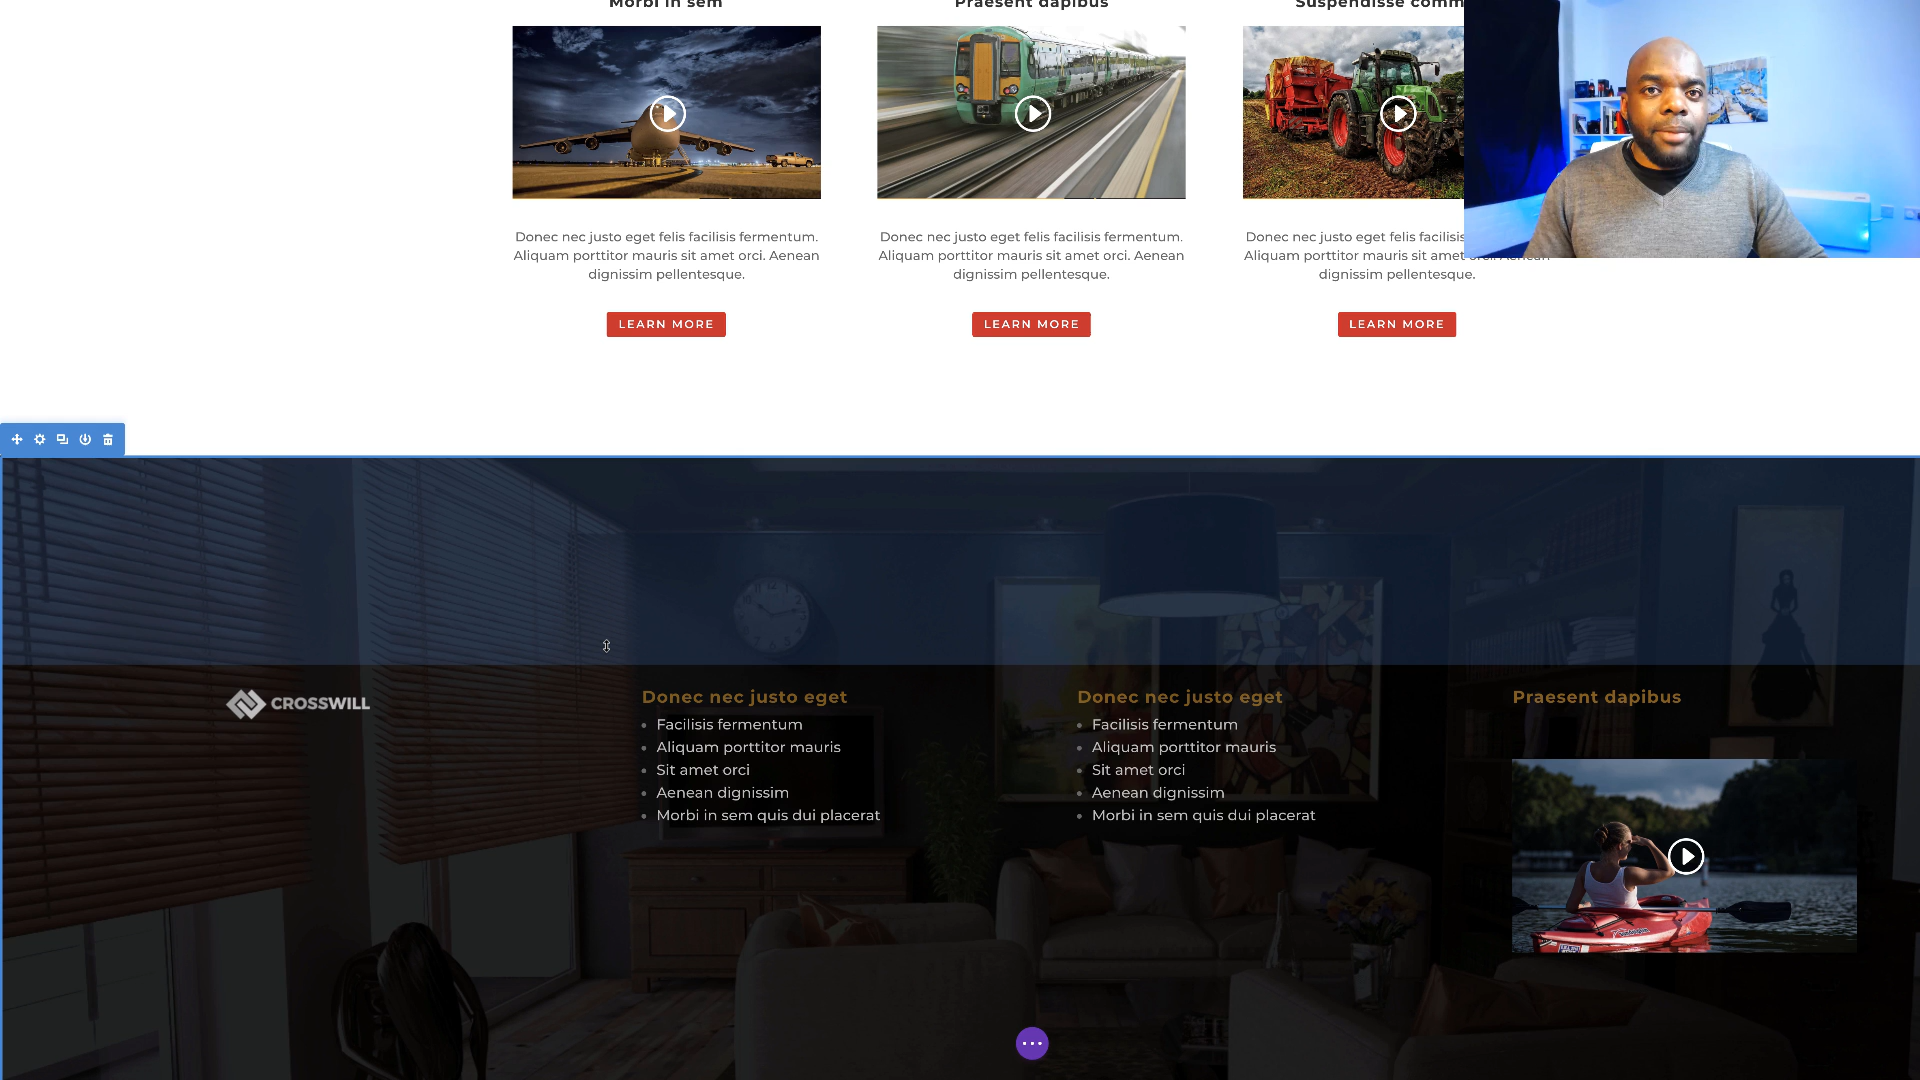 Morbi in sem
Praesent dapibus
Suspendisse comm
Donec nec justo eget felis facilisis fermentum.
Aliquam porttitor mauris sit amet orci. Aenean
dignissim pellentesque.
LEARN MORE
Donec nec justo eget felis facilisis fermentum.
Aliquam porttitor mauris sit amet orci. Aenean
dignissim pellentesque.
LEARN MORE
Donec nec justo eget felis facilisis
Aliquam porttitor mauris sit amet orci. Aenean
dignissim pellentesque.
LEARN MORE
CROSSWILL
Donec nec justo eget
Facilisis fermentum
Aliquam porttitor mauris
Sit amet orci
Aenean dignissim
Morbi in sem quis dui placerat
Donec nec justo eget
Facilisis fermentum
Aliquam porttitor mauris
Sit amet orci
Aenean dignissim
Morbi in sem quis dui placerat
Praesent dapibus